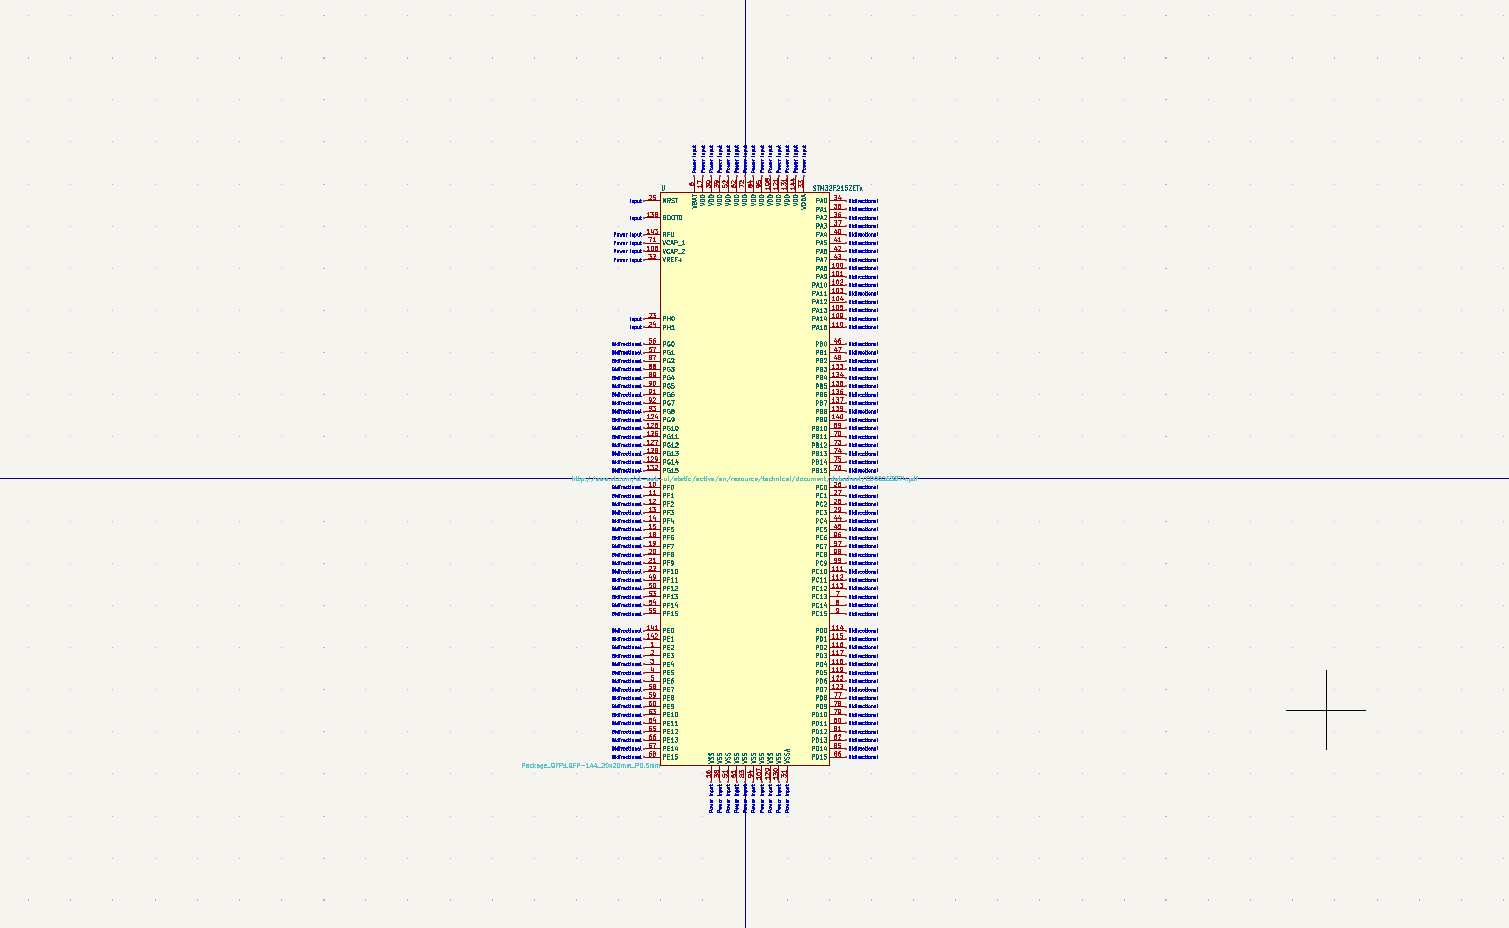 U
STM32F215ZETx
25 NRST Input
138 BOOT0 Input
143 RFU Power Input
71 VCAP_1 Power Input
106 VCAP_2 Power Input
32 VREF+ Power Input
23 PH0 Input
24 PH1 Input
56 PG0 Bidirectional
57 PG1 Bidirectional
87 PG2 Bidirectional
88 PG3 Bidirectional
89 PG4 Bidirectional
90 PG5 Bidirectional
91 PG6 Bidirectional
92 PG7 Bidirectional
93 PG8 Bidirectional
124 PG9 Bidirectional
125 PG10 Bidirectional
126 PG11 Bidirectional
127 PG12 Bidirectional
128 PG13 Bidirectional
129 PG14 Bidirectional
132 PG15 Bidirectional
10 PF0 Bidirectional
11 PF1 Bidirectional
12 PF2 Bidirectional
13 PF3 Bidirectional
14 PF4 Bidirectional
15 PF5 Bidirectional
18 PF6 Bidirectional
19 PF7 Bidirectional
20 PF8 Bidirectional
21 PF9 Bidirectional
22 PF10 Bidirectional
49 PF11 Bidirectional
50 PF12 Bidirectional
53 PF13 Bidirectional
54 PF14 Bidirectional
55 PF15 Bidirectional
141 PE0 Bidirectional
142 PE1 Bidirectional
1 PE2 Bidirectional
2 PE3 Bidirectional
3 PE4 Bidirectional
4 PE5 Bidirectional
5 PE6 Bidirectional
58 PE7 Bidirectional
59 PE8 Bidirectional
60 PE9 Bidirectional
63 PE10 Bidirectional
64 PE11 Bidirectional
65 PE12 Bidirectional
66 PE13 Bidirectional
67 PE14 Bidirectional
68 PE15 Bidirectional
PA0 34 Bidirectional
PA1 35 Bidirectional
PA2 36 Bidirectional
PA3 37 Bidirectional
PA4 40 Bidirectional
PA5 41 Bidirectional
PA6 42 Bidirectional
PA7 43 Bidirectional
PA8 100 Bidirectional
PA9 101 Bidirectional
PA10 102 Bidirectional
PA11 103 Bidirectional
PA12 104 Bidirectional
PA13 105 Bidirectional
PA14 109 Bidirectional
PA15 110 Bidirectional
PB0 46 Bidirectional
PB1 47 Bidirectional
PB2 48 Bidirectional
PB3 133 Bidirectional
PB4 134 Bidirectional
PB5 135 Bidirectional
PB6 136 Bidirectional
PB7 137 Bidirectional
PB8 139 Bidirectional
PB9 140 Bidirectional
PB10 69 Bidirectional
PB11 70 Bidirectional
PB12 73 Bidirectional
PB13 74 Bidirectional
PB14 75 Bidirectional
PB15 76 Bidirectional
PC0 26 Bidirectional
PC1 27 Bidirectional
PC2 28 Bidirectional
PC3 29 Bidirectional
PC4 44 Bidirectional
PC5 45 Bidirectional
PC6 96 Bidirectional
PC7 97 Bidirectional
PC8 98 Bidirectional
PC9 99 Bidirectional
PC10 111 Bidirectional
PC11 112 Bidirectional
PC12 113 Bidirectional
PC13 7 Bidirectional
PC14 8 Bidirectional
PC15 9 Bidirectional
PD0 114 Bidirectional
PD1 115 Bidirectional
PD2 116 Bidirectional
PD3 117 Bidirectional
PD4 118 Bidirectional
PD5 119 Bidirectional
PD6 122 Bidirectional
PD7 123 Bidirectional
PD8 77 Bidirectional
PD9 78 Bidirectional
PD10 79 Bidirectional
PD11 80 Bidirectional
PD12 81 Bidirectional
PD13 82 Bidirectional
PD14 85 Bidirectional
PD15 86 Bidirectional
VBAT 6 Power Input
VDD 17 Power Input
VDD 30 Power Input
VDD 39 Power Input
VDD 52 Power Input
VDD 62 Power Input
VDD 72 Power Input
VDD 84 Power Input
VDD 95 Power Input
VDD 108 Power Input
VDD 121 Power Input
VDD 131 Power Input
VDD 144 Power Input
VDDA 33 Power Input
VSS 16 Power Input
VSS 38 Power Input
VSS 51 Power Input
VSS 61 Power Input
VSS 83 Power Input
VSS 94 Power Input
VSS 107 Power Input
VSS 120 Power Input
VSS 130 Power Input
VSSA 31 Power Input
Package_QFP:LQFP-144_20x20mm_P0.5mm